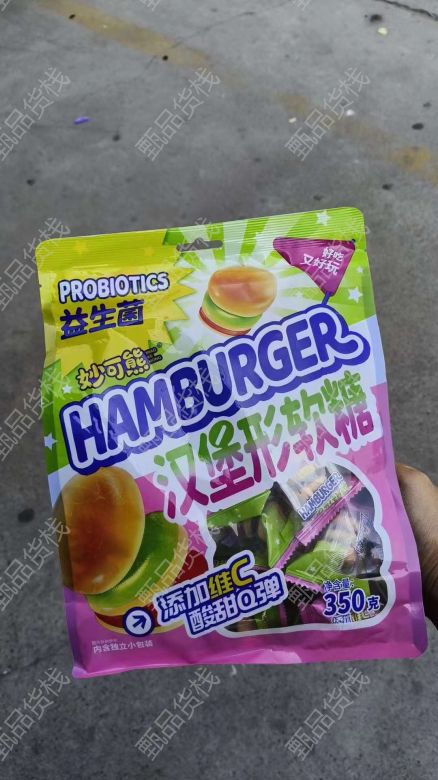 PROBIOTICS
益生菌
好吃
又好玩
妙可熊
HAMBURGER
汉堡形软糖
HAMBURGER
添加维C
酸甜Q弹
净含量:
350克
内含独立小包装
甄品货栈